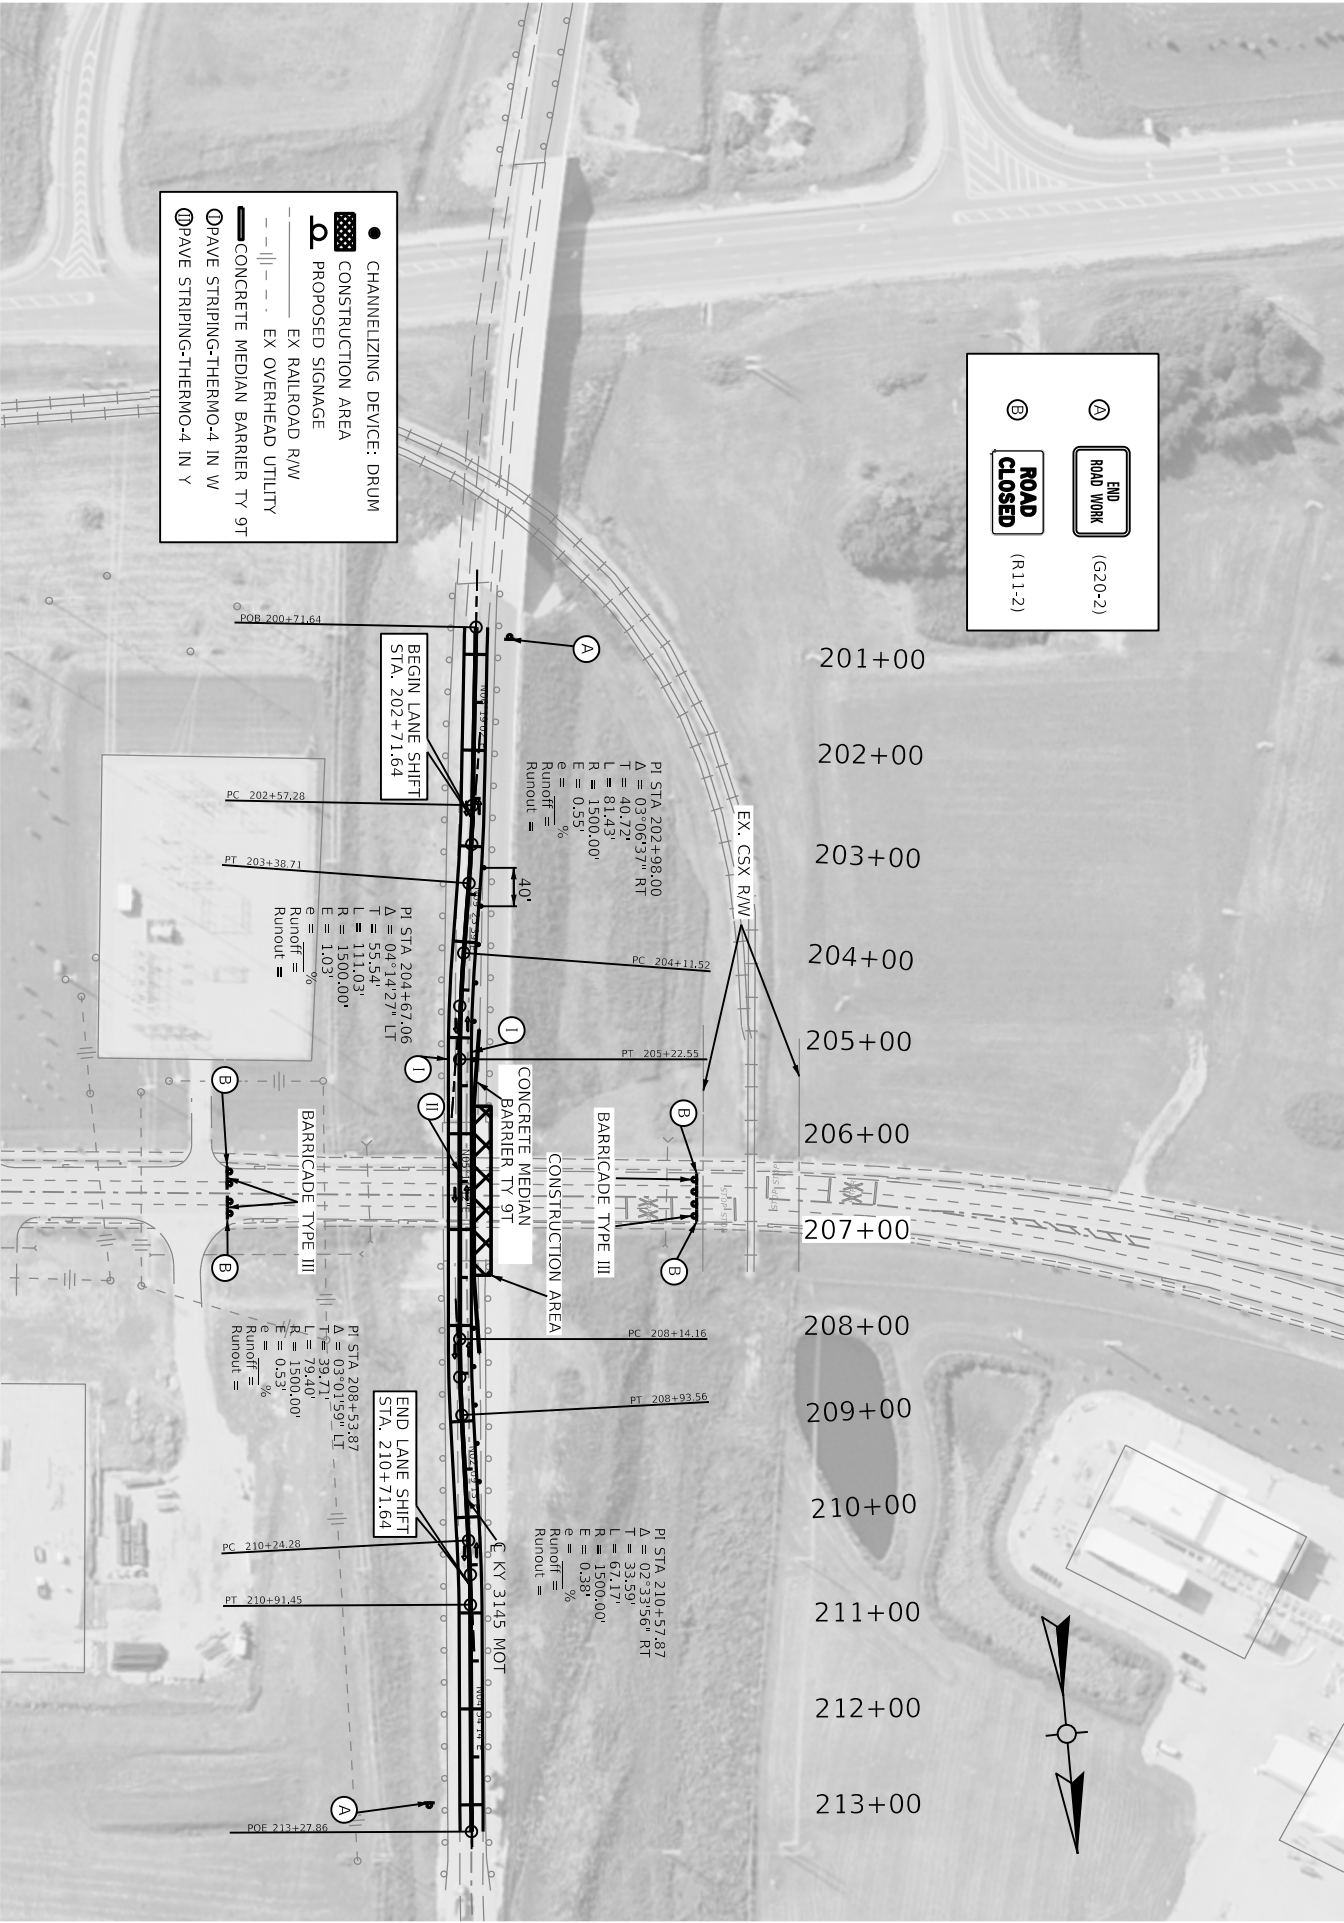 CHANNELIZING DEVICE: DRUM
CONSTRUCTION AREA
PROPOSED SIGNAGE
EX RAILROAD R/W
EX OVERHEAD UTILITY
CONCRETE MEDIAN BARRIER TY 9T
I PAVE STRIPING-THERMO-4 IN W
II PAVE STRIPING-THERMO-4 IN Y
A
END
ROAD WORK
(G20-2)
B
ROAD
CLOSED
(R11-2)
201+00
202+00
203+00
204+00
205+00
206+00
207+00
208+00
209+00
210+00
211+00
212+00
213+00
POB 200+71.64
A
BEGIN LANE SHIFT
STA. 202+71.64
PC 202+57.28
PT 203+38.71
PI STA 202+98.00
Δ = 03°06'37" RT
T = 40.72'
L = 81.43'
R = 1500.00'
E = 0.55'
e = %
Runoff =
Runout =
40'
EX. CSX R/W
PC 204+11.52
PI STA 204+67.06
Δ = 04°14'27" LT
T = 55.54'
L = 111.03'
R = 1500.00'
E = 1.03'
e = %
Runoff =
Runout =
PT 205+22.55
I
I
II
CONCRETE MEDIAN
BARRIER TY 9T
CONSTRUCTION AREA
BARRICADE TYPE III
B
B
BARRICADE TYPE III
B
B
STOP
PC 208+14.16
PT 208+93.56
PI STA 208+53.87
Δ = 03°01'59" LT
T = 39.71'
L = 79.40'
R = 1500.00'
E = 0.53'
e = %
Runoff =
Runout =
END LANE SHIFT
STA. 210+71.64
PC 210+24.28
PT 210+91.45
PI STA 210+57.87
Δ = 02°33'56" RT
T = 33.59'
L = 67.17'
R = 1500.00'
E = 0.38'
e = %
Runoff =
Runout =
℄ KY 3145 MOT
A
POE 213+27.86